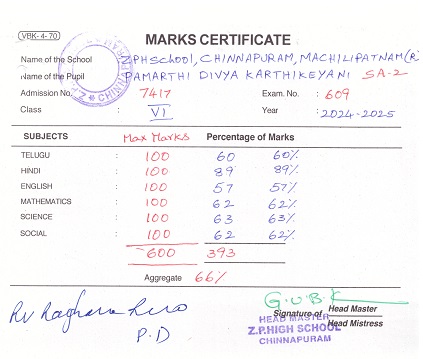 VBK- 4- 70
MARKS CERTIFICATE
Name of the School : Z.P.H School, CHINNAPURAM, MACHILIPATNAM(R
Name of the Pupil : PAMARTHI DIVYA KARTHIKEYANI SA-2
Admission No. : 7417 Exam. No. : 609
Class : VI Year : 2024-2025
SUBJECTS Max Marks Percentage of Marks
TELUGU : 100 60 60%
HINDI : 100 89 89%
ENGLISH : 100 57 57%
MATHEMATICS : 100 62 62%
SCIENCE : 100 63 63%
SOCIAL : 100 62 62%
600 393
Aggregate 66%
G.U.B.K
Rv Raghava Rao
P.D
Signature of Head Master
Head Mistress
HEAD MASTER
Z.P.HIGH SCHOOL
CHINNAPURAM